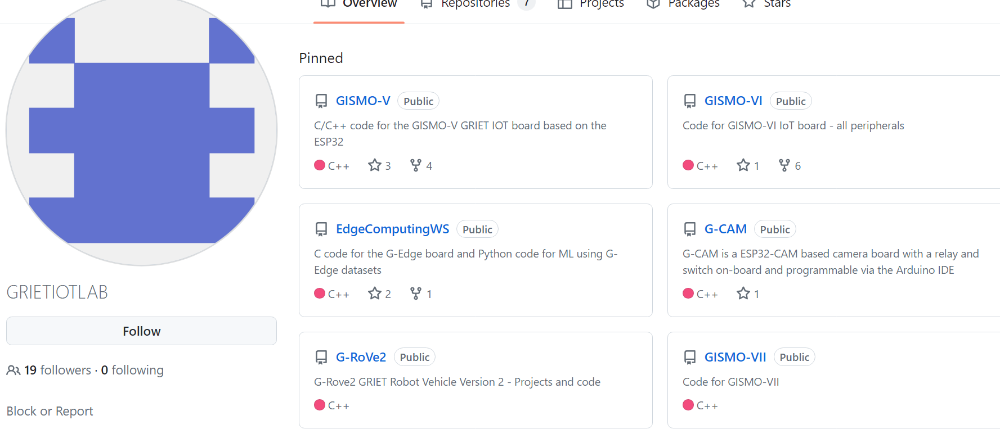 Overview Repositories 7 Projects Packages Stars
Pinned
GISMO-V Public
C/C++ code for the GISMO-V GRIET IOT board based on the
ESP32
C++ 3 4
GISMO-VI Public
Code for GISMO-VI IoT board - all peripherals
C++ 1 6
EdgeComputingWS Public
C code for the G-Edge board and Python code for ML using G-
Edge datasets
C++ 2 1
G-CAM Public
G-CAM is a ESP32-CAM based camera board with a relay and
switch on-board and programmable via the Arduino IDE
C++ 1
G-RoVe2 Public
G-Rove2 GRIET Robot Vehicle Version 2 - Projects and code
C++
GISMO-VII Public
Code for GISMO-VII
C++
GRIETIOTLAB
Follow
19 followers · 0 following
Block or Report